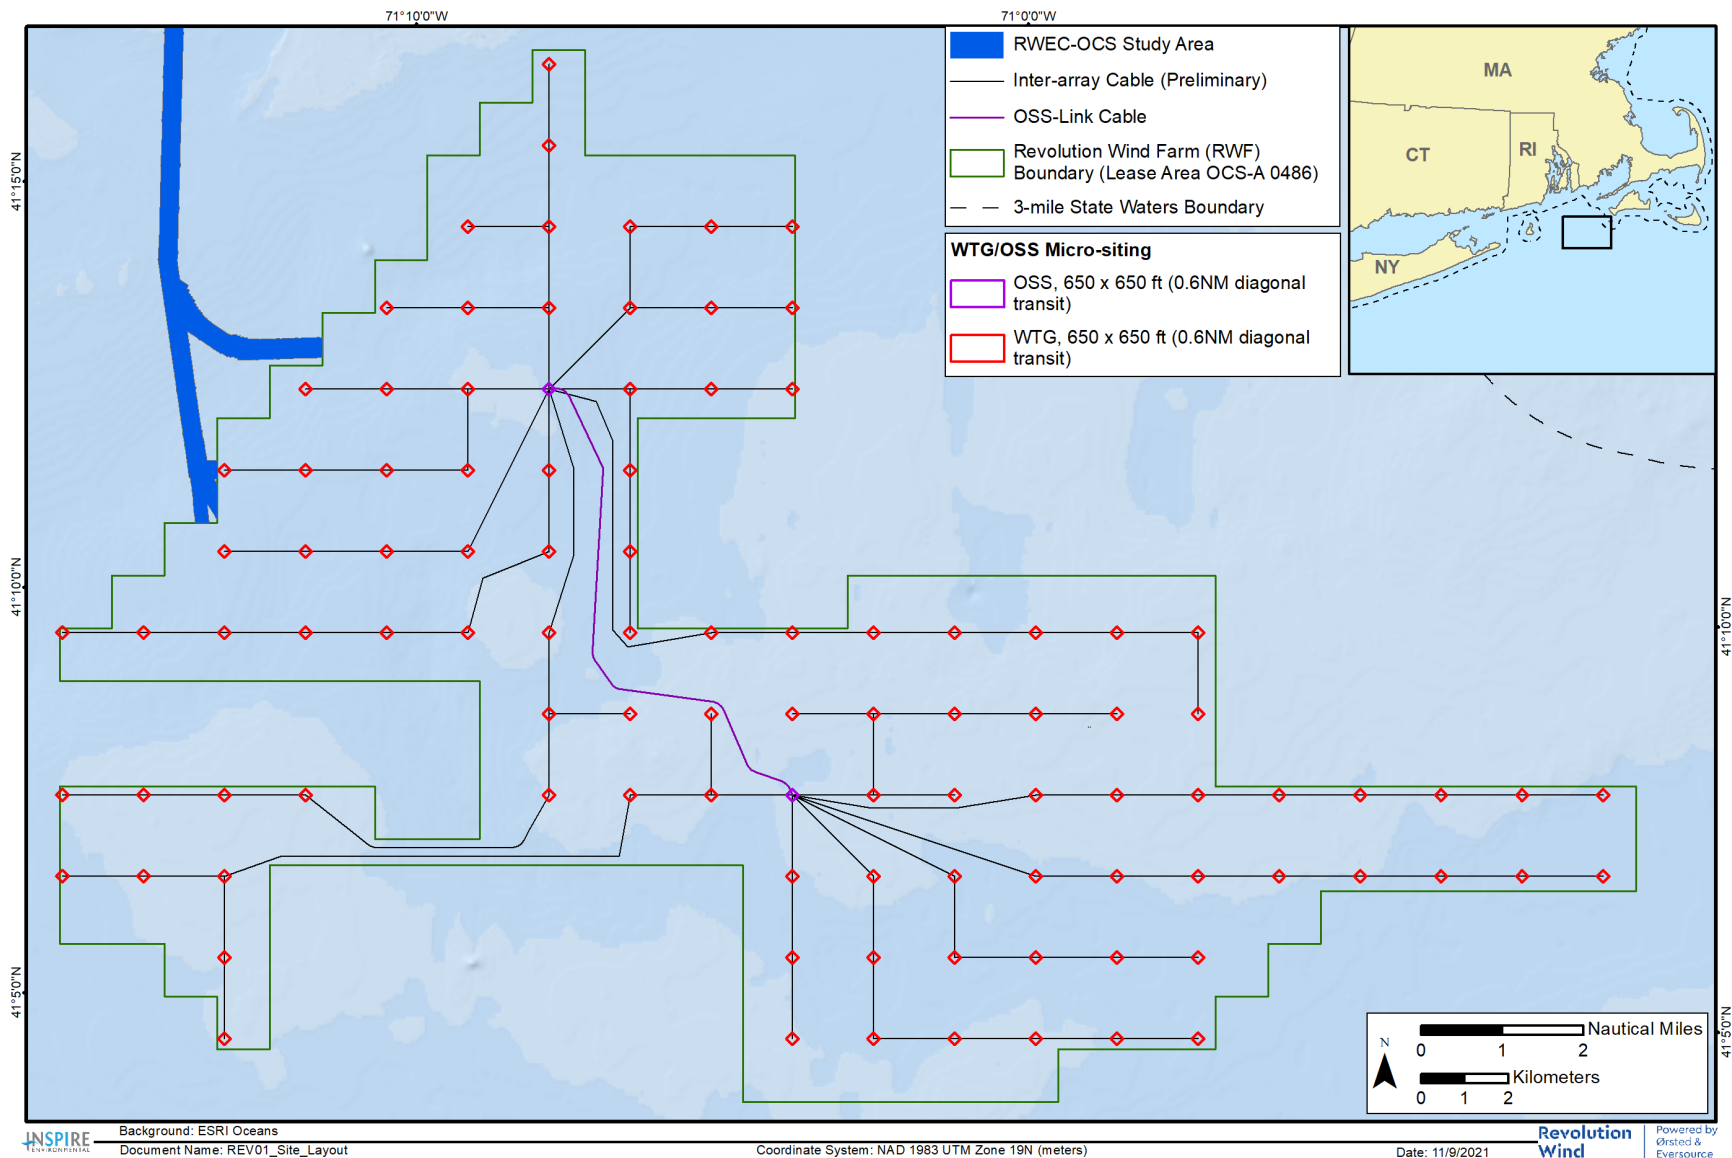 71°10'0"W
71°0'0"W
RWEC-OCS Study Area
Inter-array Cable (Preliminary)
OSS-Link Cable
Revolution Wind Farm (RWF)
Boundary (Lease Area OCS-A 0486)
3-mile State Waters Boundary
WTG/OSS Micro-siting
OSS, 650 x 650 ft (0.6NM diagonal
transit)
WTG, 650 x 650 ft (0.6NM diagonal
transit)
MA
CT
RI
NY
41°15'0"N
41°10'0"N
41°10'0"N
41°5'0"N
41°5'0"N
N
Nautical Miles
0 1 2
Kilometers
0 1 2
INSPIRE
ENVIRONMENTAL
Background: ESRI Oceans
Document Name: REV01_Site_Layout
Coordinate System: NAD 1983 UTM Zone 19N (meters)
Date: 11/9/2021
Revolution
Wind
Powered by
Ørsted &
Eversource